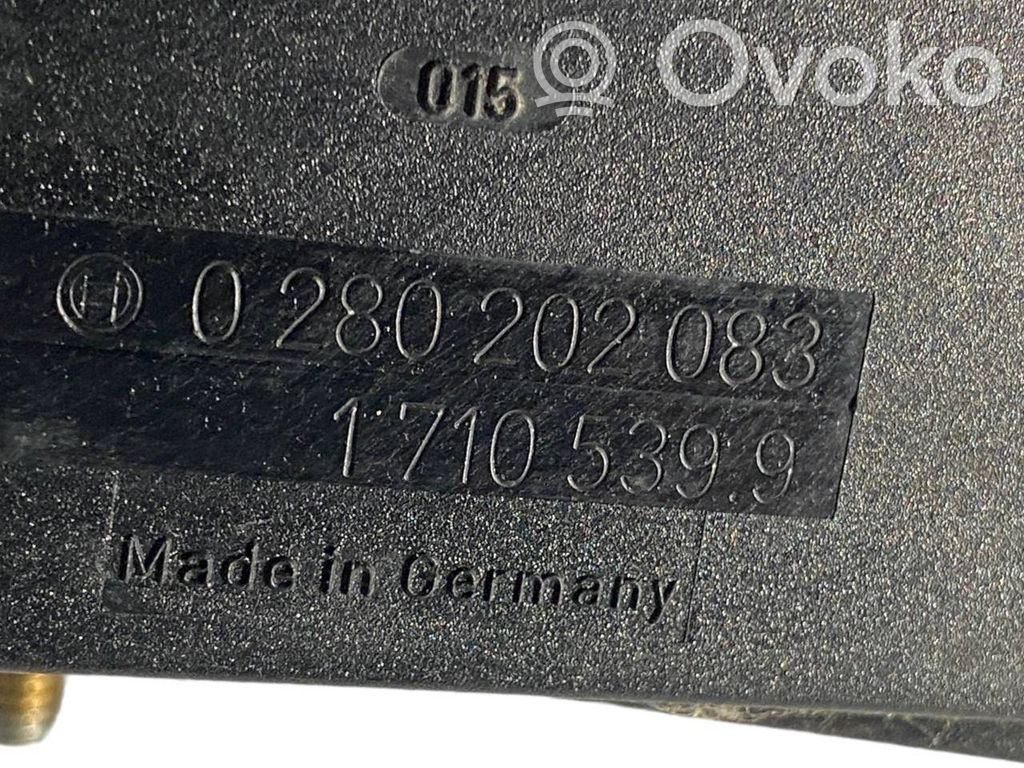 015
Ovoko
0 280 202 083
1 710 539.9
Made in Germany